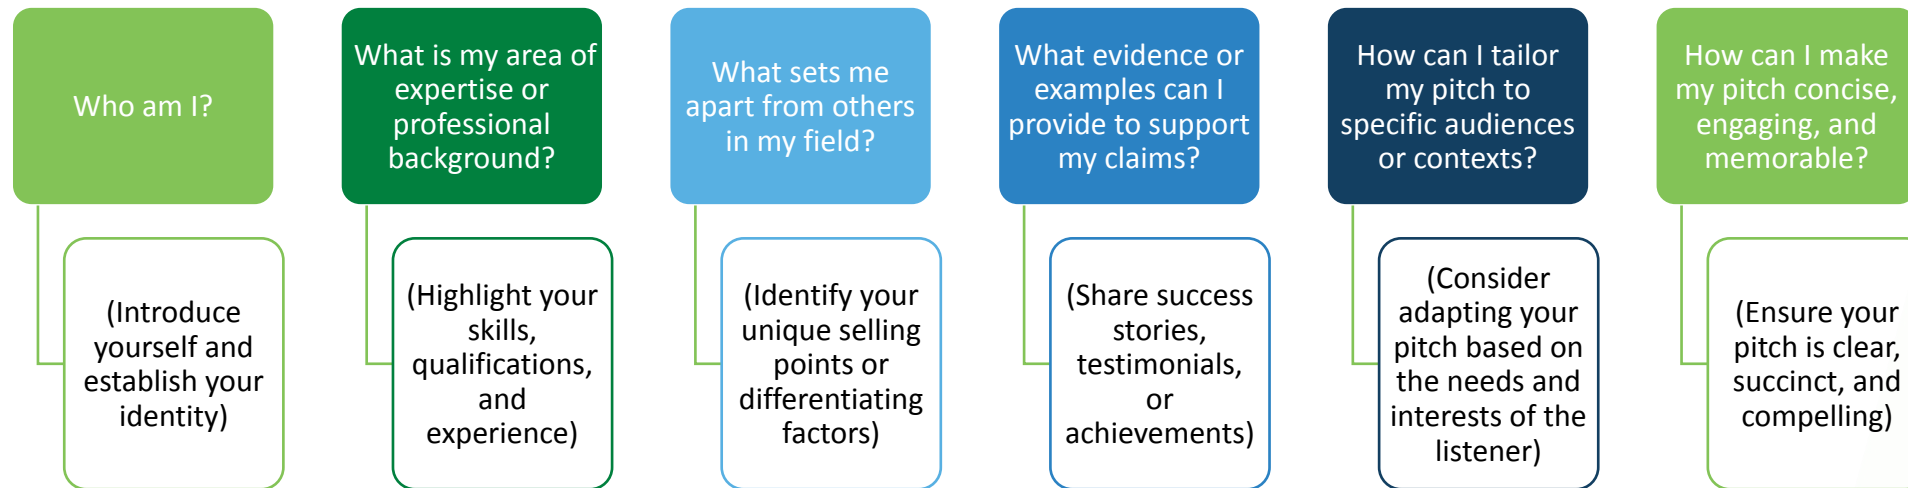 Who am I?
(Introduce
yourself and
establish your
identity)
What is my area of
expertise or
professional
background?
(Highlight your
skills,
qualifications,
and
experience)
What sets me
apart from others
in my field?
(Identify your
unique selling
points or
differentiating
factors)
What evidence or
examples can I
provide to support
my claims?
(Share success
stories,
testimonials,
or
achievements)
How can I tailor
my pitch to
specific audiences
or contexts?
(Consider
adapting your
pitch based on
the needs and
interests of the
listener)
How can I make
my pitch concise,
engaging, and
memorable?
(Ensure your
pitch is clear,
succinct, and
compelling)